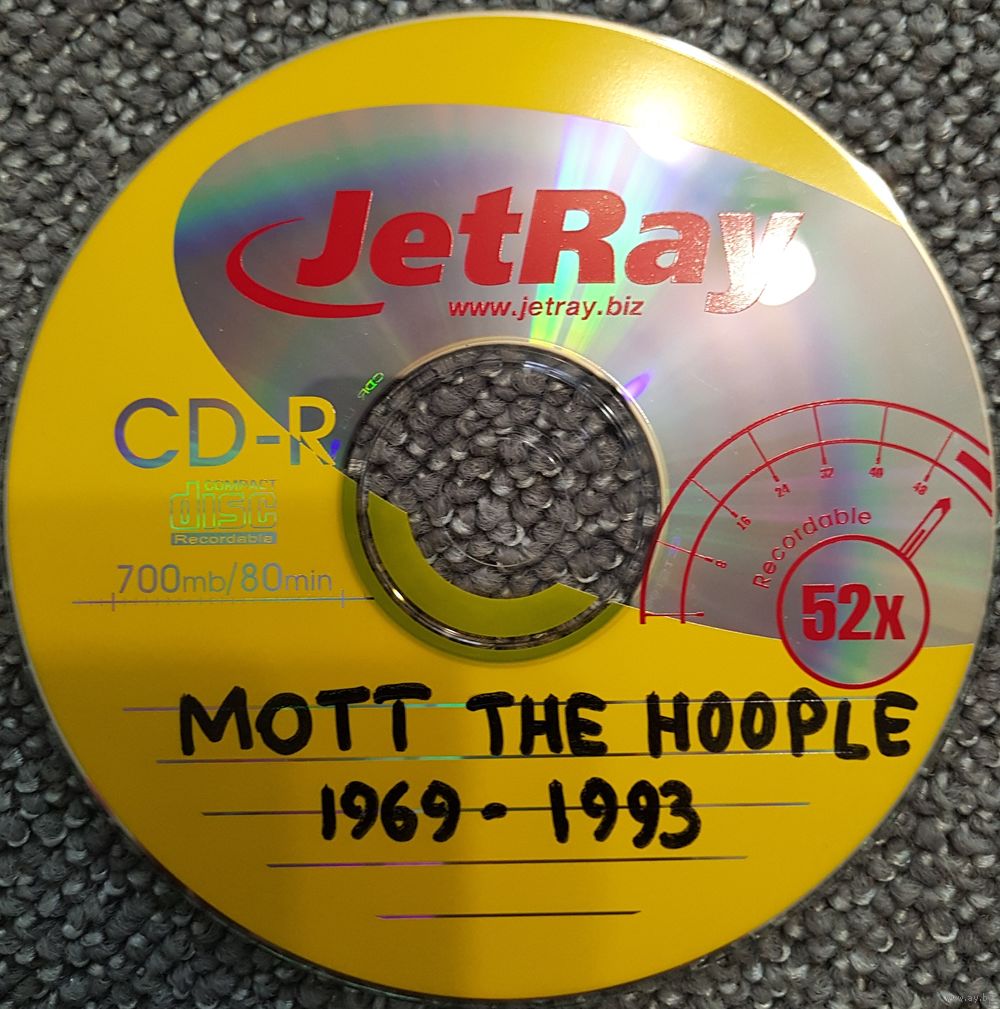 JetRay
www.jetray.biz
CDR
CD-R
COMPACT
disc
Recordable
700mb/80min
8 16 24 32 40 48
Recordable
52x
MOTT THE HOOPLE
1969 - 1993